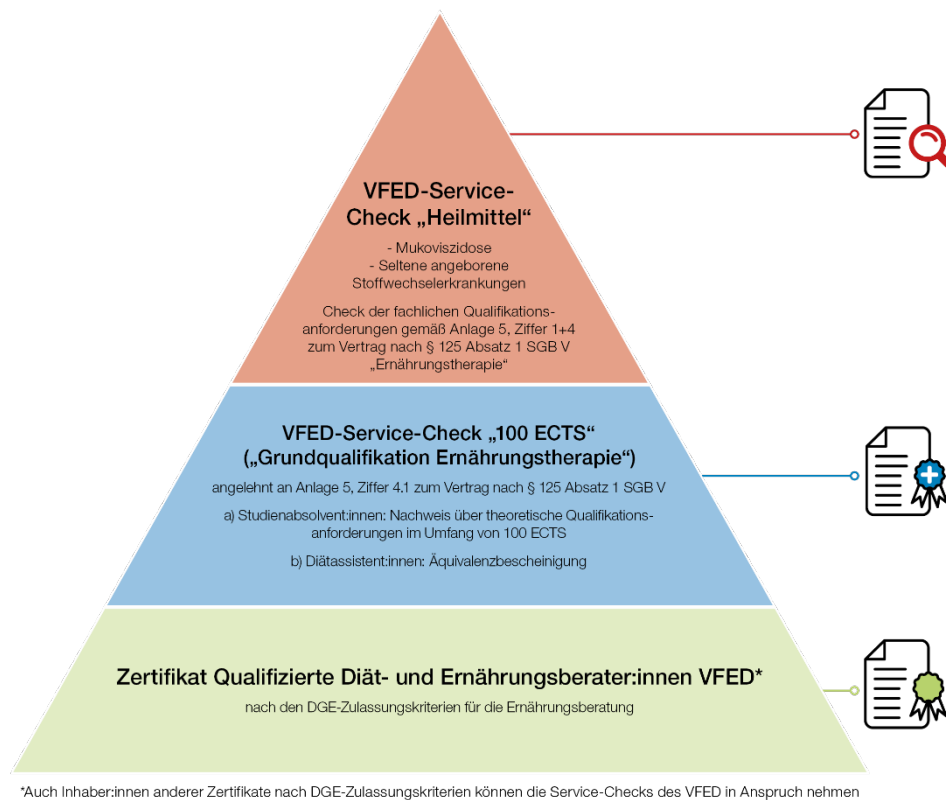 VFED-Service-
Check „Heilmittel“
- Mukoviszidose
- Seltene angeborene
Stoffwechselerkrankungen
Check der fachlichen Qualifikations-
anforderungen gemäß Anlage 5, Ziffer 1+4
zum Vertrag nach § 125 Absatz 1 SGB V
„Ernährungstherapie“
VFED-Service-Check „100 ECTS“
(„Grundqualifikation Ernährungstherapie“)
angelehnt an Anlage 5, Ziffer 4.1 zum Vertrag nach § 125 Absatz 1 SGB V
a) Studienabsolvent:innen: Nachweis über theoretische Qualifikations-
anforderungen im Umfang von 100 ECTS
b) Diätassistent:innen: Äquivalenzbescheinigung
Zertifikat Qualifizierte Diät- und Ernährungsberater:innen VFED*
nach den DGE-Zulassungskriterien für die Ernährungsberatung
*Auch Inhaber:innen anderer Zertifikate nach DGE-Zulassungskriterien können die Service-Checks des VFED in Anspruch nehmen